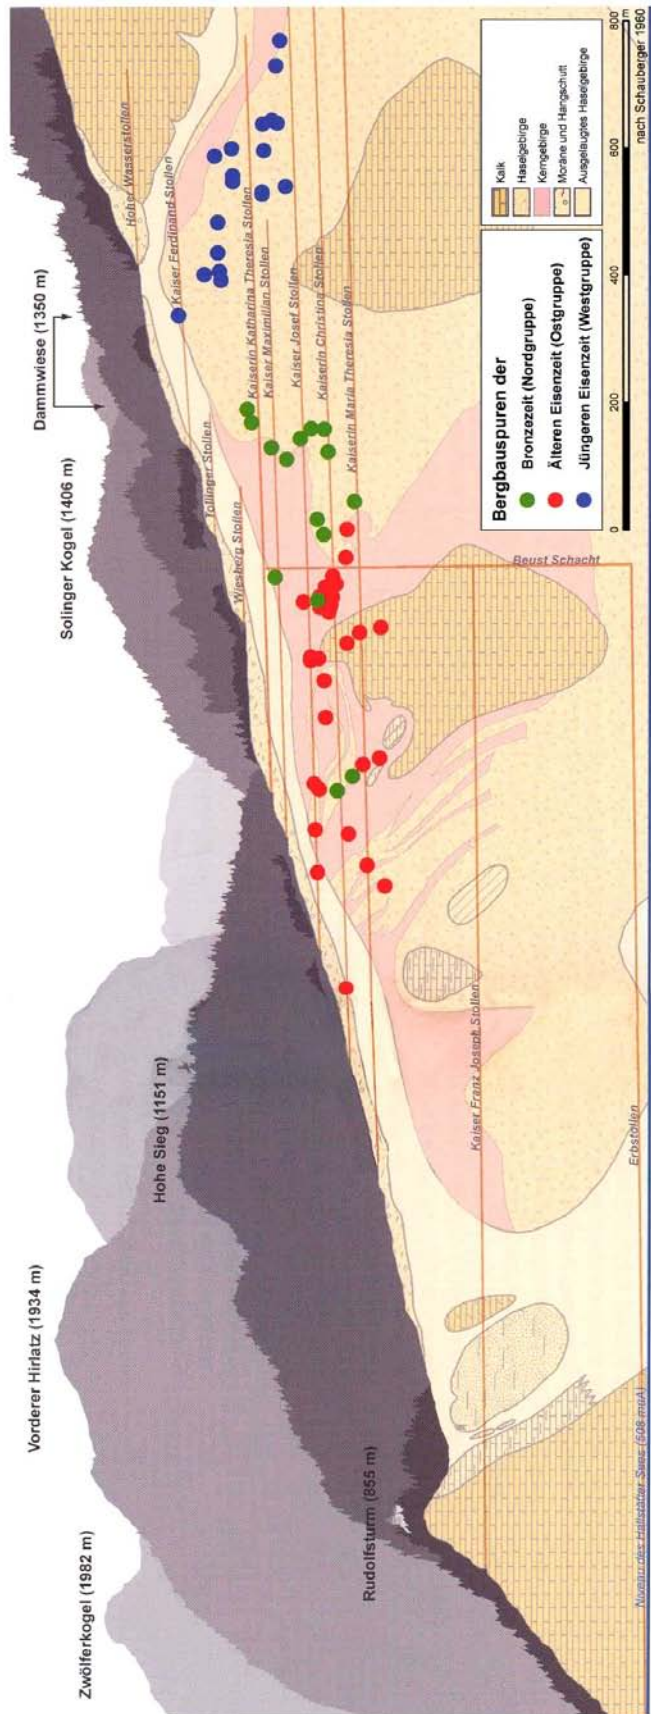 Zwölferkogel (1982 m)
Vorderer Hirlatz (1934 m)
Rudolfsturm (855 m)
Hohe Sieg (1151 m)
Solinger Kogel (1406 m)
Dammwiese (1350 m)
Hoher Wasserstollen
Kaiser Ferdinand Stollen
Tollinger Stollen
Wiesberg Stollen
Kaiserin Katharina Theresia Stollen
Kaiser Maximilian Stollen
Kaiser Josef Stollen
Kaiserin Christina Stollen
Kaiserin Maria Theresia Stollen
Beust Schacht
Kaiser Franz Joseph Stollen
Erbstollen
Niveau des Hallstätter Sees (508 müA)
Bergbauspuren der
Bronzezeit (Nordgruppe)
Älteren Eisenzeit (Ostgruppe)
Jüngeren Eisenzeit (Westgruppe)
Kalk
Haselgebirge
Kerngebirge
Moräne und Hangschutt
Ausgelaugtes Haselgebirge
0 200 400 600 800 m
nach Schauberger 1960